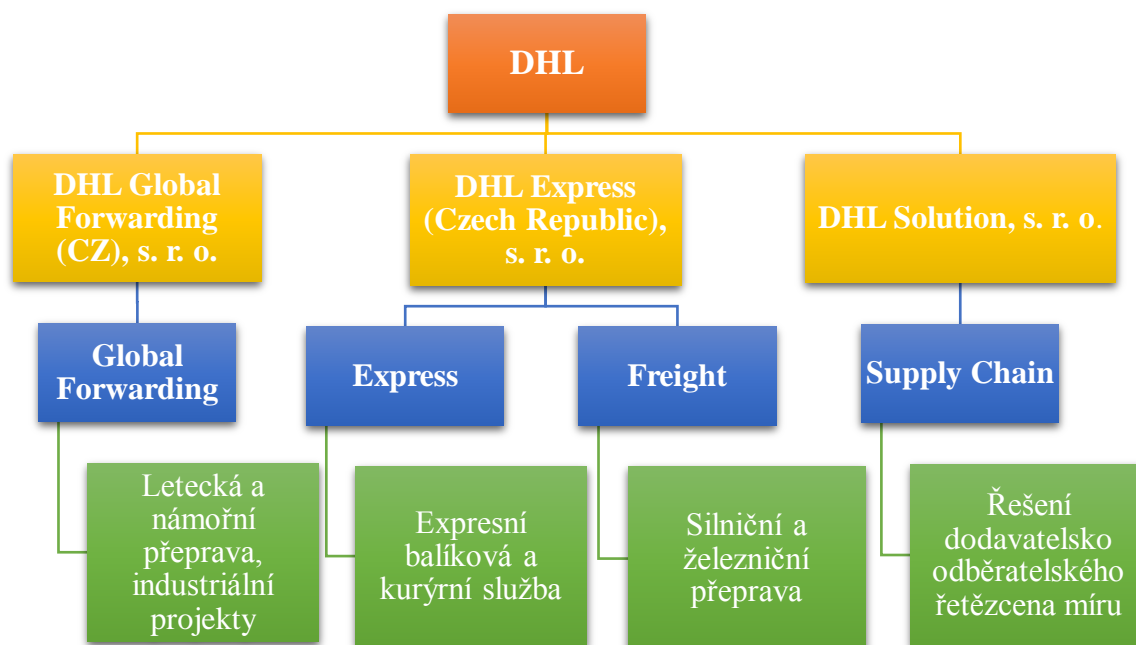 DHL
DHL Global
Forwarding
(CZ), s. r. o.
DHL Express
(Czech Republic),
s. r. o.
DHL Solution, s. r. o.
Global
Forwarding
Express
Freight
Supply Chain
Letecká a
námořní
přeprava,
industriální
projekty
Expresní
balíková a
kurýrní služba
Silniční a
železniční
přeprava
Řešení
dodavatelsko
odběratelského
řetězcena míru